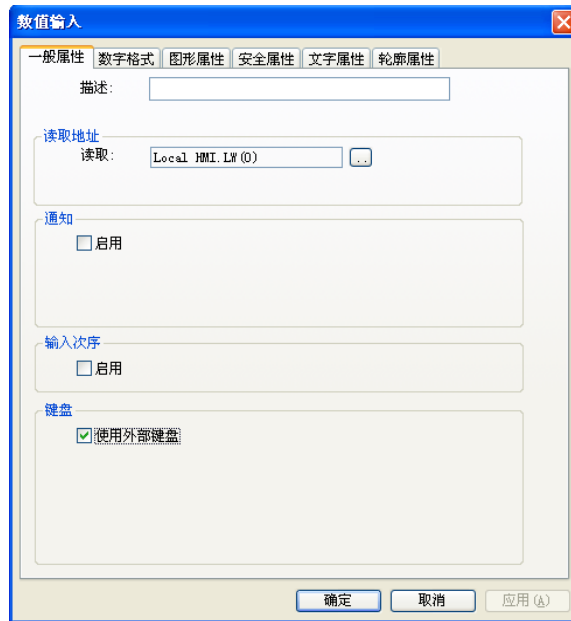 数值输入
一般属性 数字格式 图形属性 安全属性 文字属性 轮廓属性
描述:
读取地址
读取: Local HMI.LW(0) ..
通知
启用
输入次序
启用
键盘
使用外部键盘
确定 取消 应用(A)